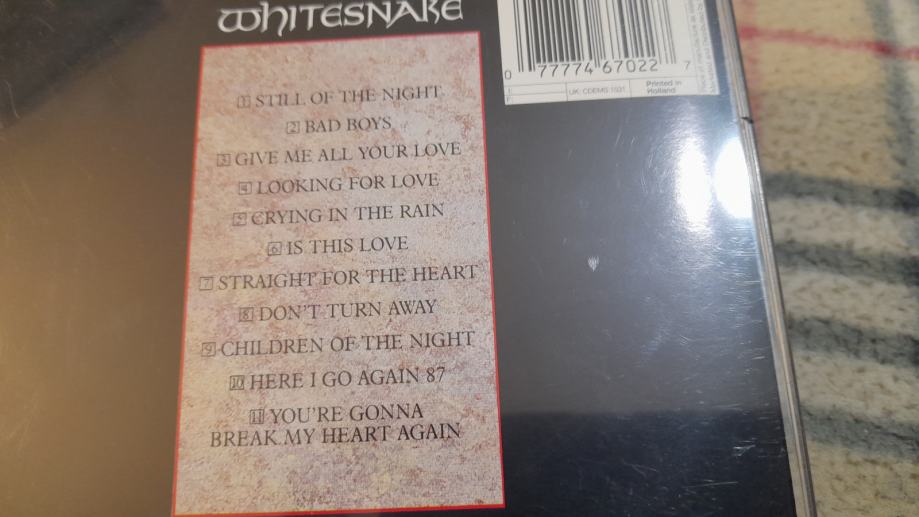 WHITESNAKE
1 STILL OF THE NIGHT
2 BAD BOYS
3 GIVE ME ALL YOUR LOVE
4 LOOKING FOR LOVE
5 CRYING IN THE RAIN
6 IS THIS LOVE
7 STRAIGHT FOR THE HEART
8 DON'T TURN AWAY
9 CHILDREN OF THE NIGHT
10 HERE I GO AGAIN 87
11 YOU'RE GONNA
BREAK MY HEART AGAIN
0 77774 67022 7
UK: CDEMS 1531
Printed in
Holland